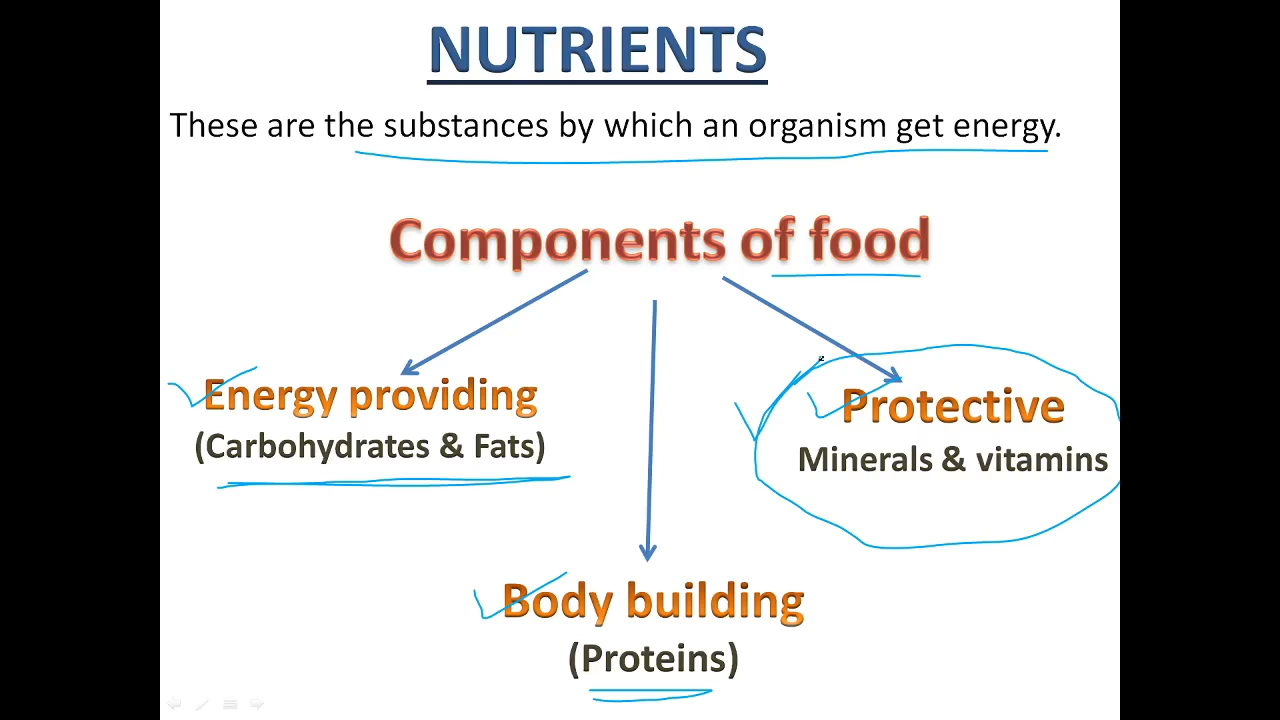 NUTRIENTS
These are the substances by which an organism get energy.
Components of food
Energy providing
(Carbohydrates & Fats)
Protective
Minerals & vitamins
Body building
(Proteins)